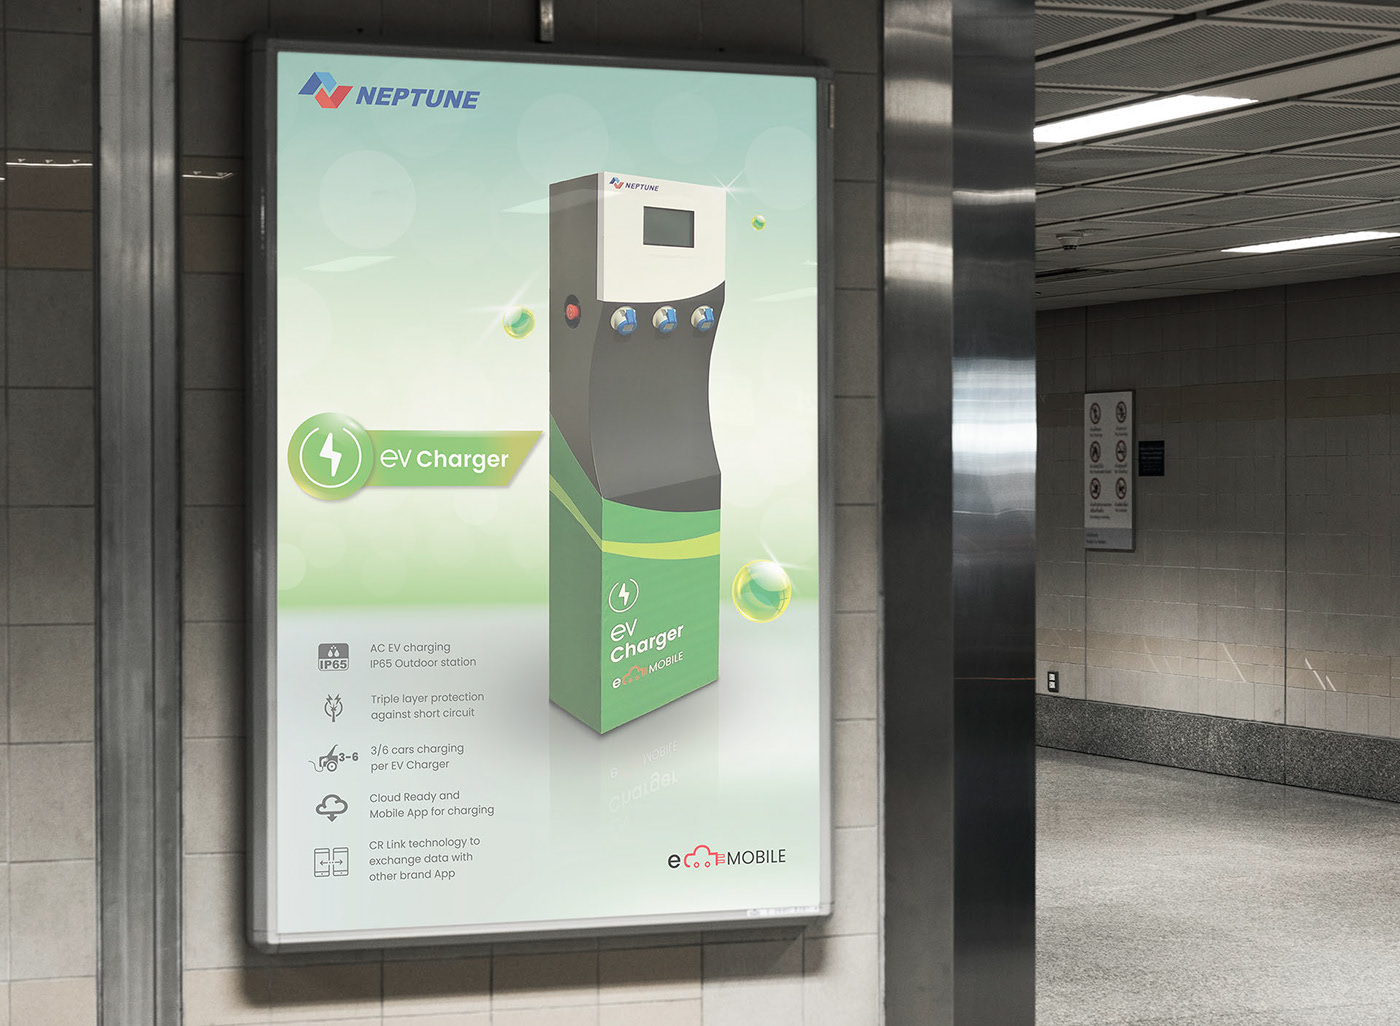 NEPTUNE
NEPTUNE
ev Charger
ev
Charger
e MOBILE
IP65
AC EV charging
IP65 Outdoor station
Triple layer protection
against short circuit
3-6
3/6 cars charging
per EV Charger
Cloud Ready and
Mobile App for charging
CR Link technology to
exchange data with
other brand App
e MOBILE